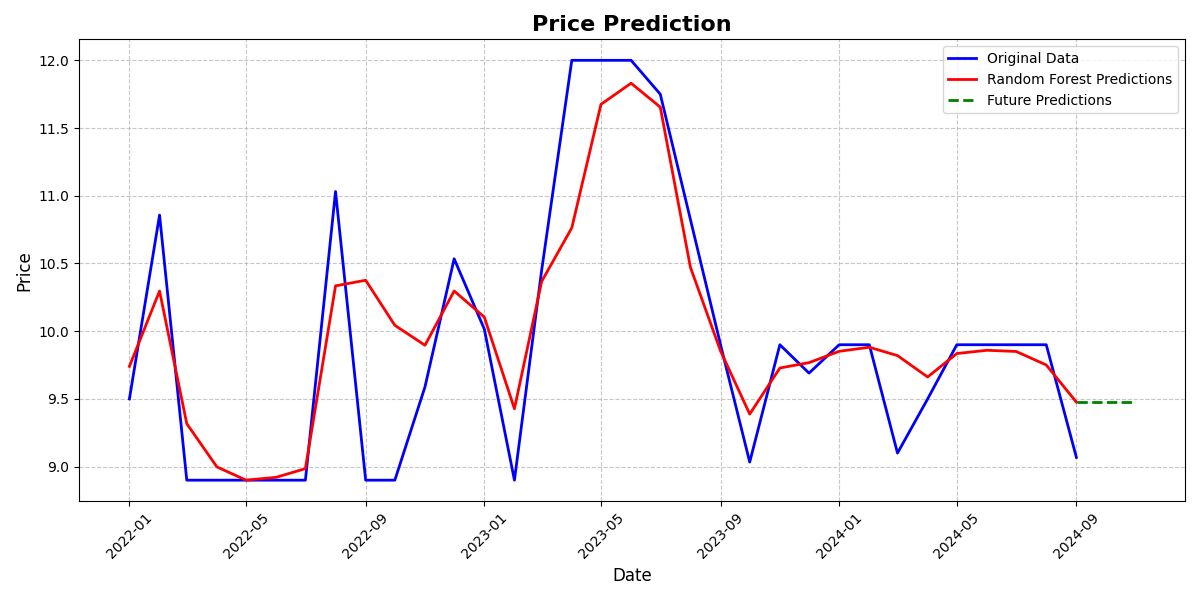 Price Prediction
Original Data
Random Forest Predictions
Future Predictions
Price
12.0
11.5
11.0
10.5
10.0
9.5
9.0
2022-01
2022-05
2022-09
2023-01
2023-05
2023-09
2024-01
2024-05
2024-09
Date